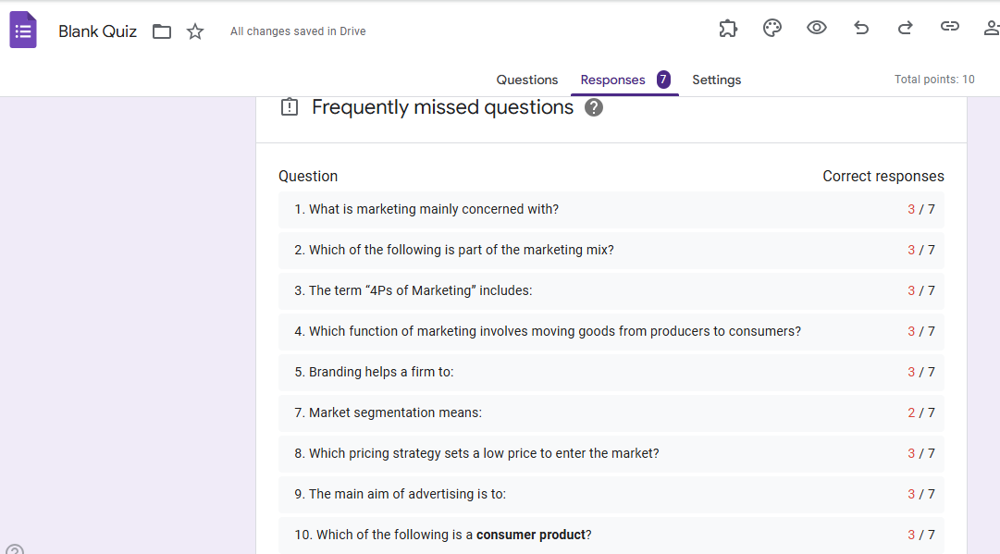 Blank Quiz All changes saved in Drive
Questions Responses 7 Settings Total points: 10
Frequently missed questions
Question Correct responses
1. What is marketing mainly concerned with? 3 / 7
2. Which of the following is part of the marketing mix? 3 / 7
3. The term “4Ps of Marketing” includes: 3 / 7
4. Which function of marketing involves moving goods from producers to consumers? 3 / 7
5. Branding helps a firm to: 3 / 7
7. Market segmentation means: 2 / 7
8. Which pricing strategy sets a low price to enter the market? 3 / 7
9. The main aim of advertising is to: 3 / 7
10. Which of the following is a consumer product? 3 / 7